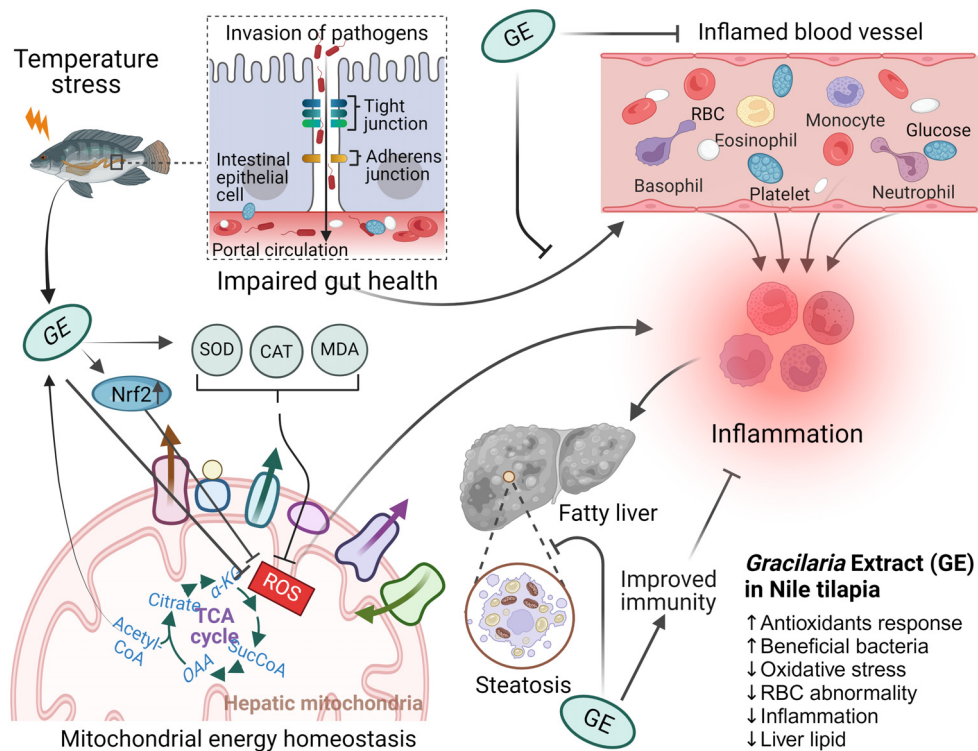 Temperature
stress
Invasion of pathogens
Tight
junction
Adherens
junction
Intestinal
epithelial
cell
Portal circulation
Impaired gut health
GE
Inflamed blood vessel
RBC
Eosinophil
Monocyte
Glucose
Basophil
Platelet
Neutrophil
GE
SOD
CAT
MDA
Nrf2
Inflammation
Fatty liver
Steatosis
Improved
immunity
GE
ROS
α-KG
Citrate
TCA
cycle
Acetyl-
CoA
OAA
SucCoA
Hepatic mitochondria
Mitochondrial energy homeostasis
Gracilaria Extract (GE)
in Nile tilapia
↑Antioxidants response
↑Beneficial bacteria
↓Oxidative stress
↓RBC abnormality
↓Inflammation
↓Liver lipid